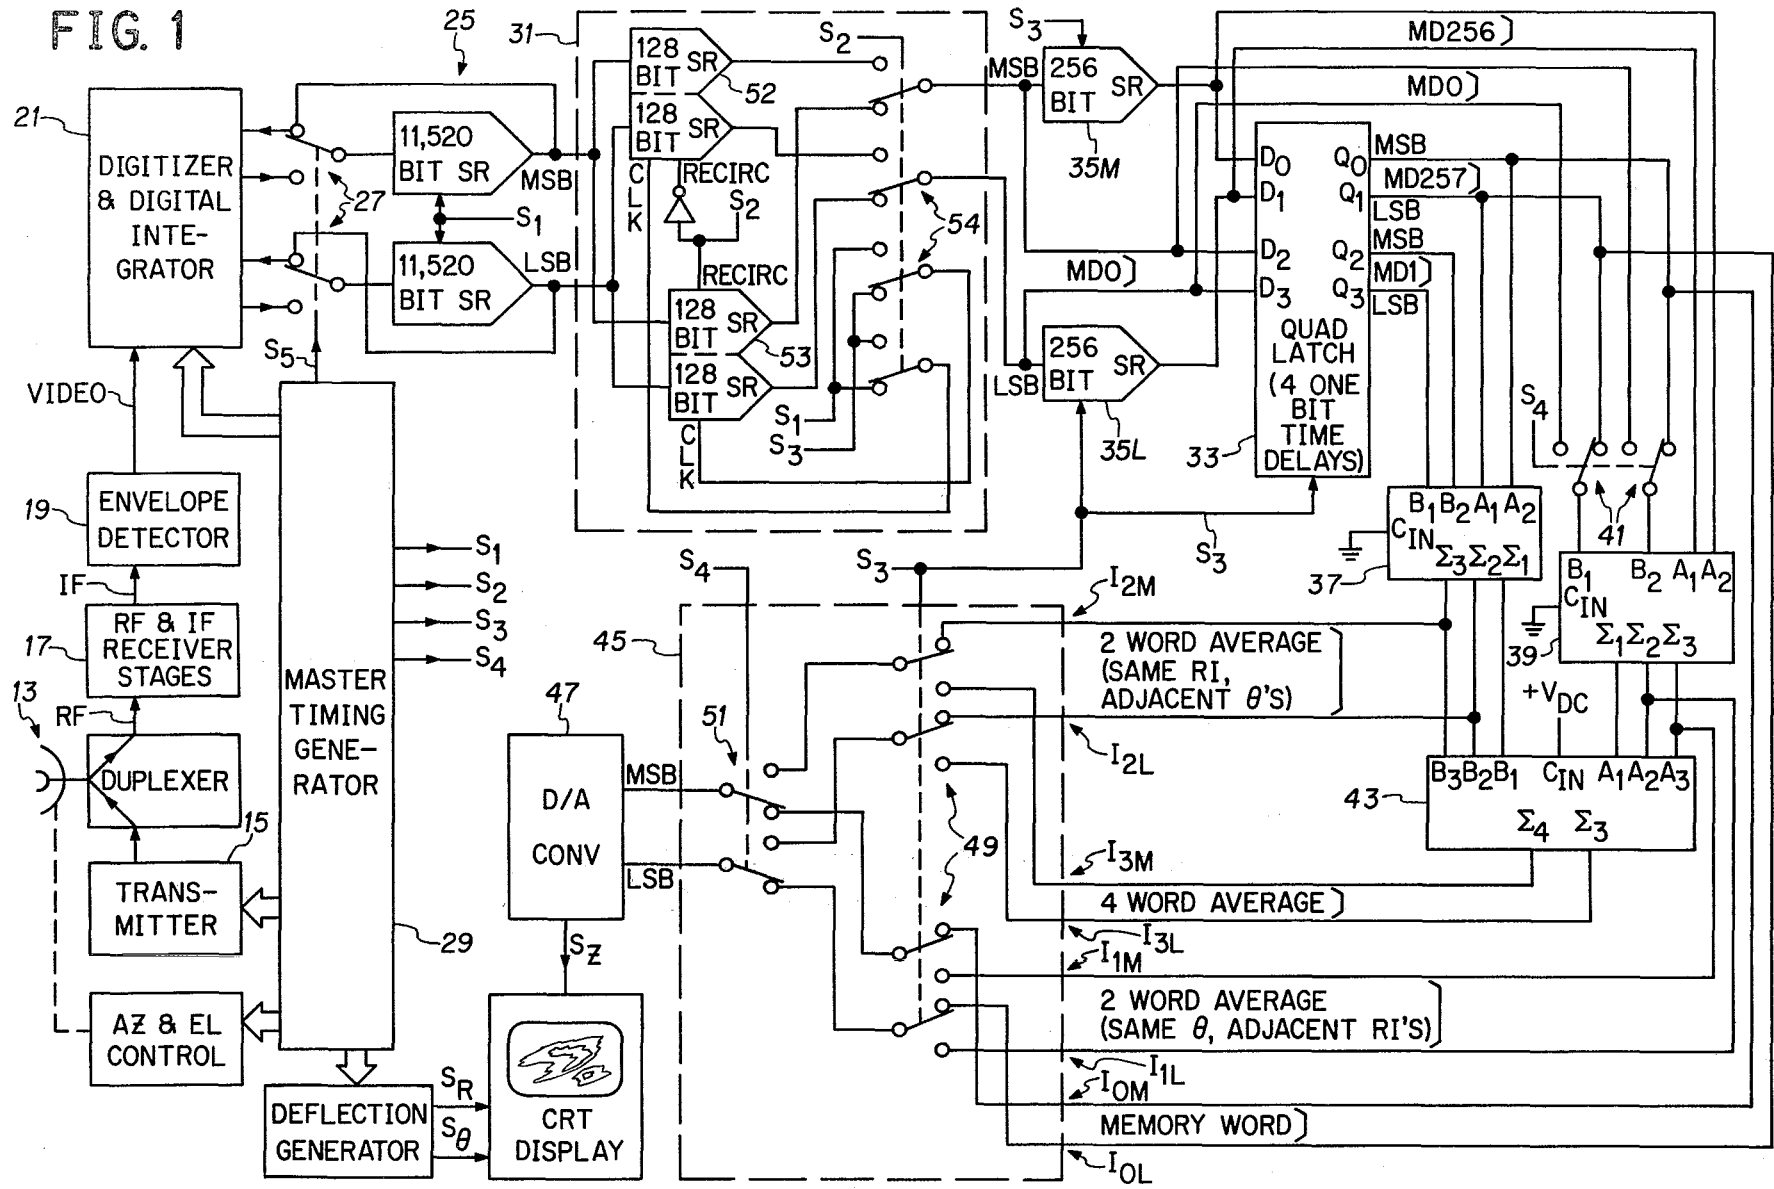 FIG. 1
25
21
DIGITIZER
& DIGITAL
INTE-
GRATOR
27
11,520
BIT SR
MSB
S1
11,520
BIT SR
LSB
S5
VIDEO
19
ENVELOPE
DETECTOR
IF
17
RF & IF
RECEIVER
STAGES
13
RF
DUPLEXER
15
TRANS-
MITTER
AZ & EL
CONTROL
MASTER
TIMING
GENE-
RATOR
29
S1
S2
S3
S4
DEFLECTION
GENERATOR
SR
Sθ
CRT
DISPLAY
SZ
47
D/A
CONV
MSB
LSB
31
128
BIT SR
52
128
BIT SR
CLK
RECIRC
S2
RECIRC
128
BIT SR
53
128
BIT SR
CLK
S2
54
S1
S3
S3
MSB
256
BIT SR
35M
256
BIT SR
LSB
35L
MD256
MD0
MD0
D0 Q0 MSB
MD257
D1 Q1 LSB
D2 Q2 MSB
MD1
D3 Q3 LSB
QUAD
LATCH
(4 ONE
BIT
TIME
DELAYS)
33
S3
S4
41
B1 B2 A1 A2
CIN
Σ3 Σ2 Σ1
37
B1 B2 A1 A2
CIN
Σ1 Σ2 Σ3
39
+VDC
B3 B2 B1 CIN A1 A2 A3
Σ4 Σ3
43
S4
S3
45
51
49
I2M
2 WORD AVERAGE
(SAME RI,
ADJACENT θ'S)
I2L
I3M
4 WORD AVERAGE
I3L
I1M
2 WORD AVERAGE
(SAME θ, ADJACENT RI'S)
I1L
I0M
MEMORY WORD
I0L